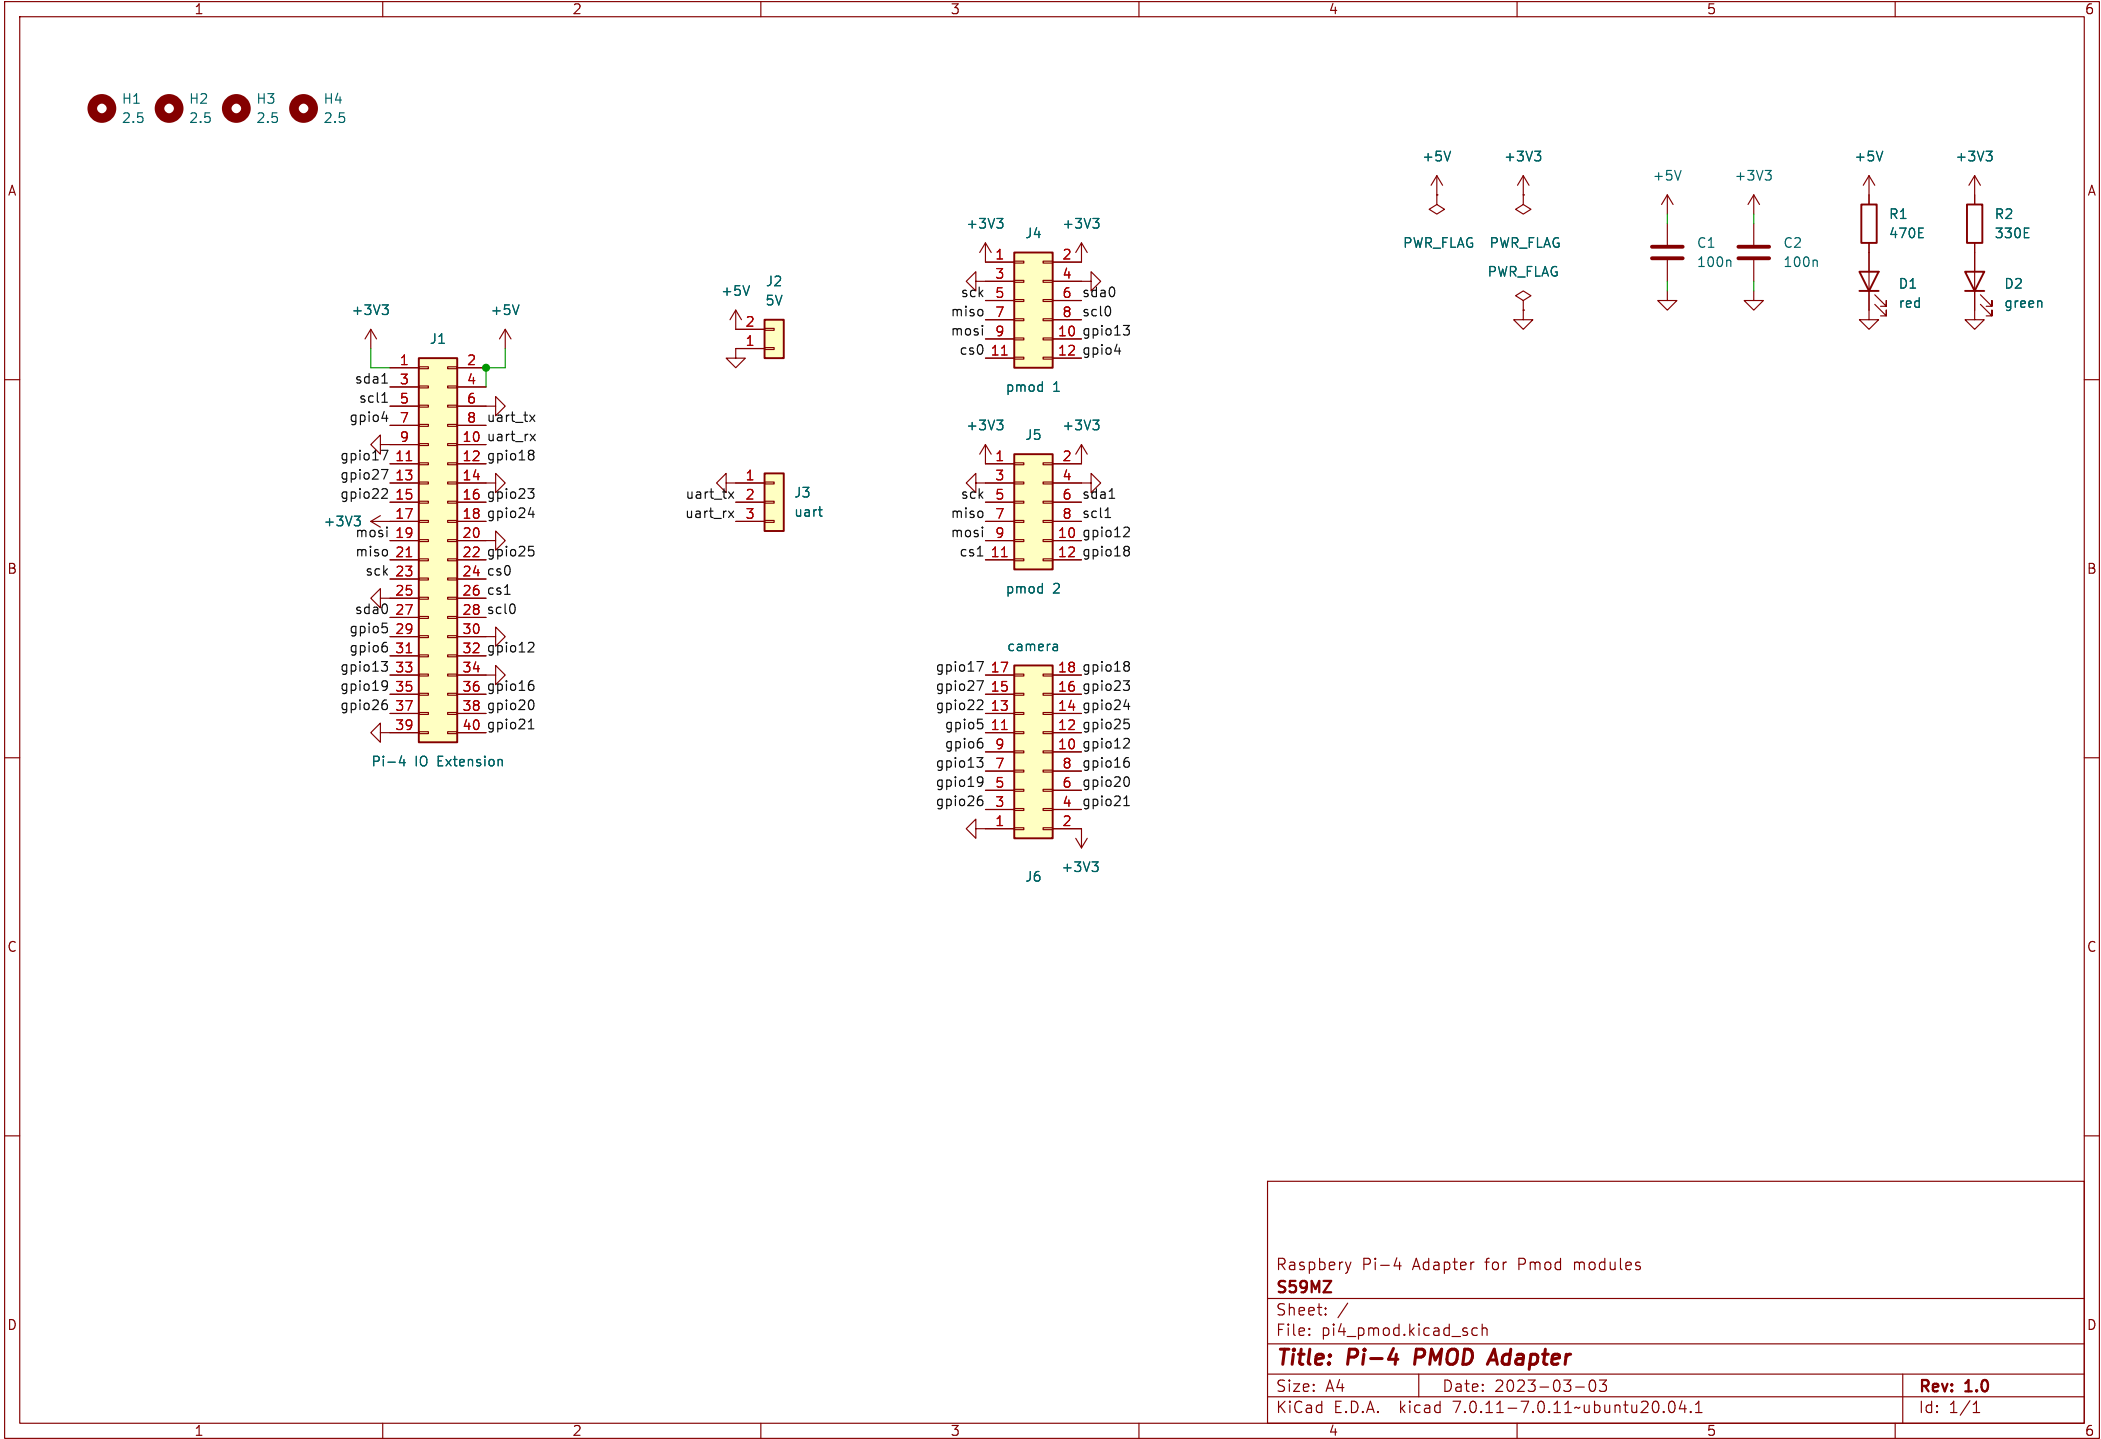 1 2 3 4 5 6
H1 H2 H3 H4
2.5 2.5 2.5 2.5
A A
+5V +3V3 +5V +3V3
+5V +3V3
PWR_FLAG PWR_FLAG
PWR_FLAG
C1
100n
C2
100n
R1
470E
R2
330E
D1
red
D2
green
+3V3 +5V
J1
1 2
sda1 3 4
scl1 5 6
gpio4 7 8 uart_tx
9 10 uart_rx
gpio17 11 12 gpio18
gpio27 13 14
gpio22 15 16 gpio23
+3V3 17 18 gpio24
mosi 19 20
miso 21 22 gpio25
sck 23 24 cs0
25 26 cs1
sda0 27 28 scl0
gpio5 29 30
gpio6 31 32 gpio12
gpio13 33 34
gpio19 35 36 gpio16
gpio26 37 38 gpio20
39 40 gpio21
Pi-4 IO Extension
J2
5V
+5V
2
1
1
uart_tx 2
uart_rx 3
J3
uart
+3V3 J4 +3V3
1 2
3 4
sck 5 6 sda0
miso 7 8 scl0
mosi 9 10 gpio13
cs0 11 12 gpio4
pmod 1
+3V3 J5 +3V3
1 2
3 4
sck 5 6 sda1
miso 7 8 scl1
mosi 9 10 gpio12
cs1 11 12 gpio18
pmod 2
camera
gpio17 17 18 gpio18
gpio27 15 16 gpio23
gpio22 13 14 gpio24
gpio5 11 12 gpio25
gpio6 9 10 gpio12
gpio13 7 8 gpio16
gpio19 5 6 gpio20
gpio26 3 4 gpio21
1 2
+3V3
J6
B B
C C
D D
Raspbery Pi-4 Adapter for Pmod modules
S59MZ
Sheet: /
File: pi4_pmod.kicad_sch
Title: Pi-4 PMOD Adapter
Size: A4 Date: 2023-03-03 Rev: 1.0
KiCad E.D.A. kicad 7.0.11-7.0.11~ubuntu20.04.1 Id: 1/1
1 2 3 4 5 6